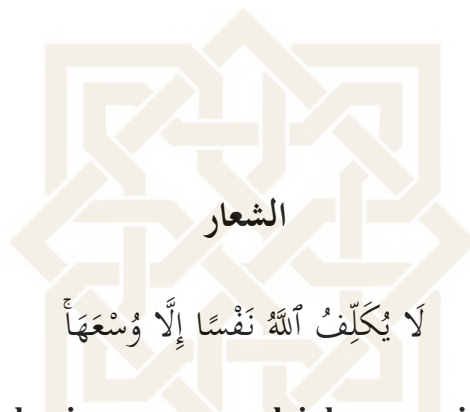 الشعار
لَا يُكَلِّفُ ٱللَّهُ نَفْسًا إِلَّا وُسْعَهَاۚ